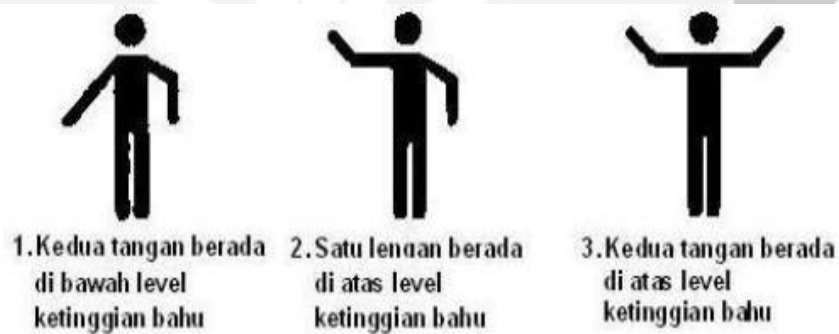 1.Kedua tangan berada
di bawah level
ketinggian bahu
2.Satu lengan berada
di atas level
ketinggian bahu
3.Kedua tangan berada
di atas level
ketinggian bahu